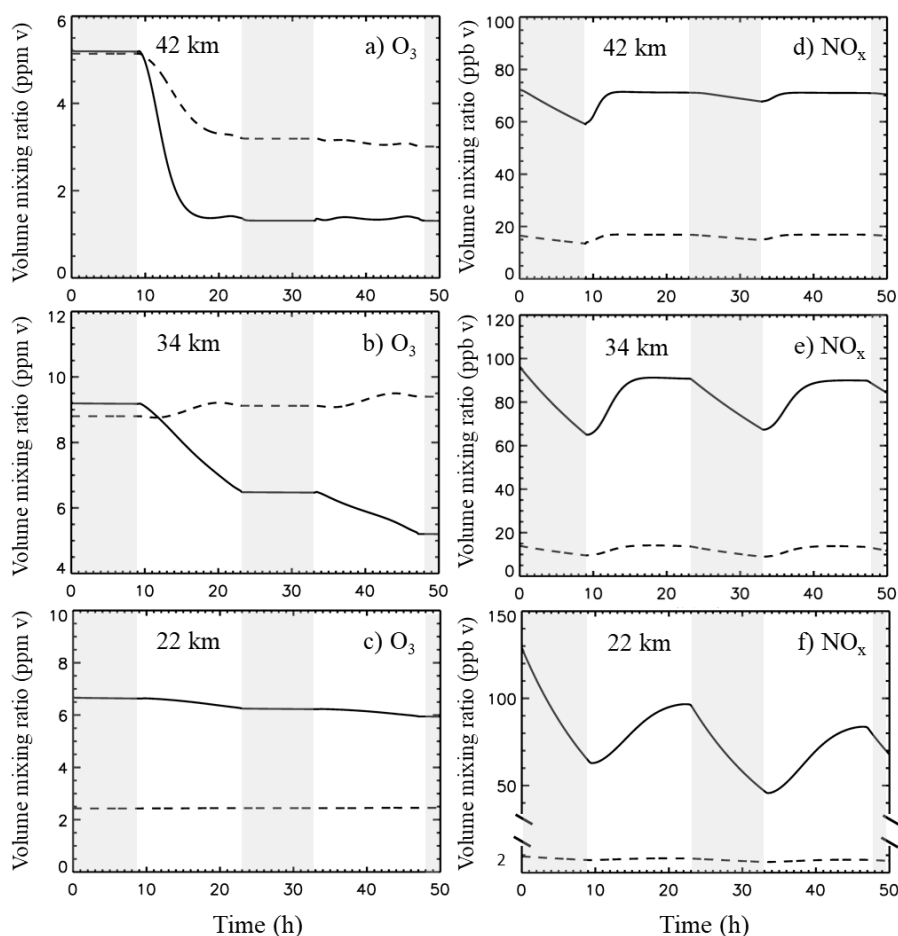 42 km
a) O₃
Volume mixing ratio (ppm v)
6
4
2
0
0 10 20 30 40 50
42 km
d) NOₓ
Volume mixing ratio (ppb v)
100
80
60
40
20
0
0 10 20 30 40 50
34 km
b) O₃
Volume mixing ratio (ppm v)
12
10
8
6
4
0 10 20 30 40 50
34 km
e) NOₓ
Volume mixing ratio (ppb v)
120
100
80
60
40
20
0
0 10 20 30 40 50
22 km
c) O₃
Volume mixing ratio (ppm v)
10
8
6
4
2
0
0 10 20 30 40 50
Time (h)
22 km
f) NOₓ
Volume mixing ratio (ppb v)
150
100
50
2
0 10 20 30 40 50
Time (h)